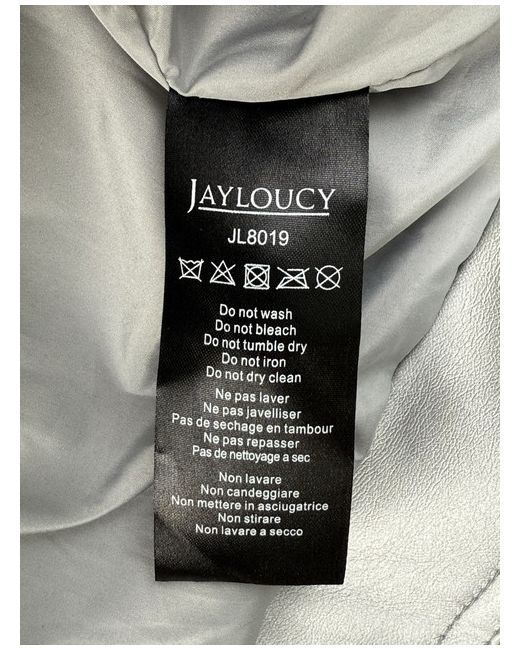 JAYLOUCY
JL8019
Do not wash
Do not bleach
Do not tumble dry
Do not iron
Do not dry clean
Ne pas laver
Ne pas javelliser
Pas de sechage en tambour
Ne pas repasser
Pas de nettoyage a sec
Non lavare
Non candeggiare
Non mettere in asciugatrice
Non stirare
Non lavare a secco